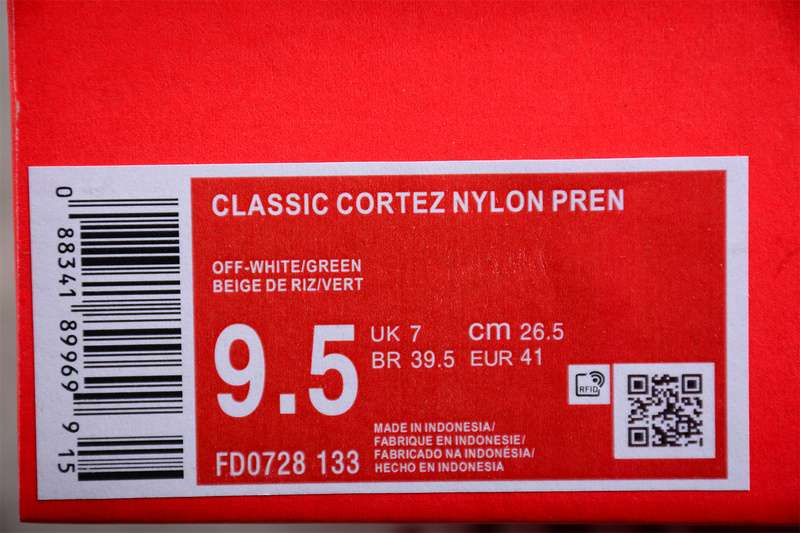 CLASSIC CORTEZ NYLON PREN
OFF-WHITE/GREEN
BEIGE DE RIZ/VERT
9.5
UK 7 cm 26.5
BR 39.5 EUR 41
RFID
MADE IN INDONESIA/
FABRIQUE EN INDONESIE/
FABRICADO NA INDONÉSIA/
HECHO EN INDONESIA
FD0728 133
0 88341 89969 9 15